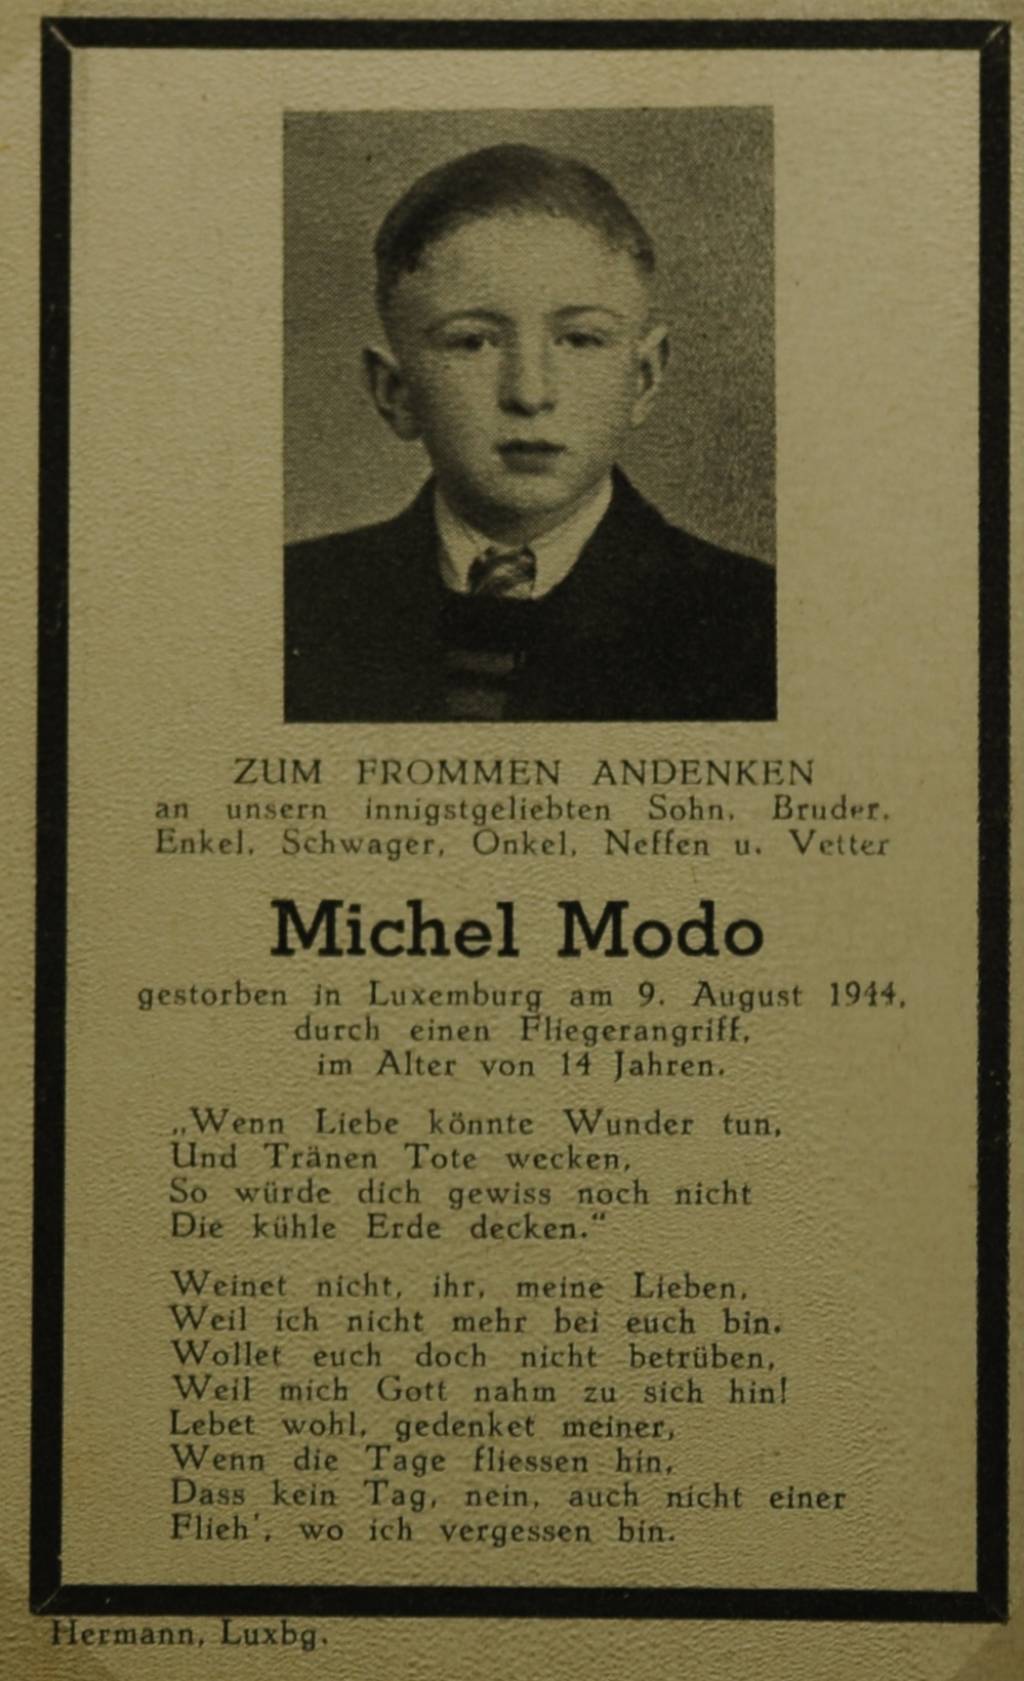 ZUM FROMMEN ANDENKEN
an unsern innigstgeliebten Sohn, Bruder,
Enkel, Schwager, Onkel, Neffen u. Vetter
Michel Modo
gestorben in Luxemburg am 9. August 1944,
durch einen Fliegerangriff,
im Alter von 14 Jahren.
„Wenn Liebe könnte Wunder tun,
Und Tränen Tote wecken,
So würde dich gewiss noch nicht
Die kühle Erde decken.“
Weinet nicht, ihr, meine Lieben,
Weil ich nicht mehr bei euch bin.
Wollet euch doch nicht betrüben,
Weil mich Gott nahm zu sich hin!
Lebet wohl, gedenket meiner,
Wenn die Tage fliessen hin,
Dass kein Tag, nein, auch nicht einer
Flieh', wo ich vergessen bin.
Hermann, Luxbg.